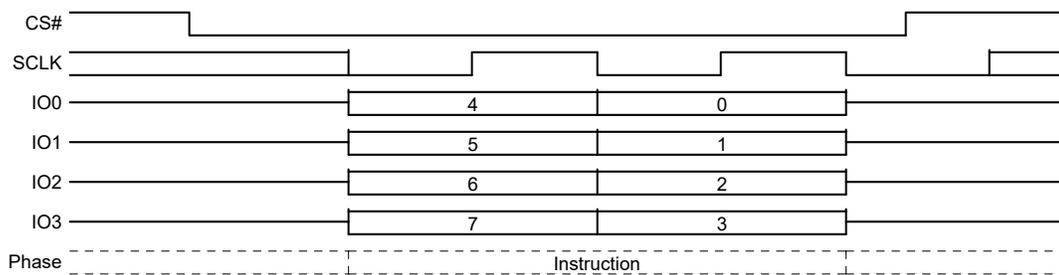 CS#
SCLK
IO0 4 0
IO1 5 1
IO2 6 2
IO3 7 3
Phase Instruction